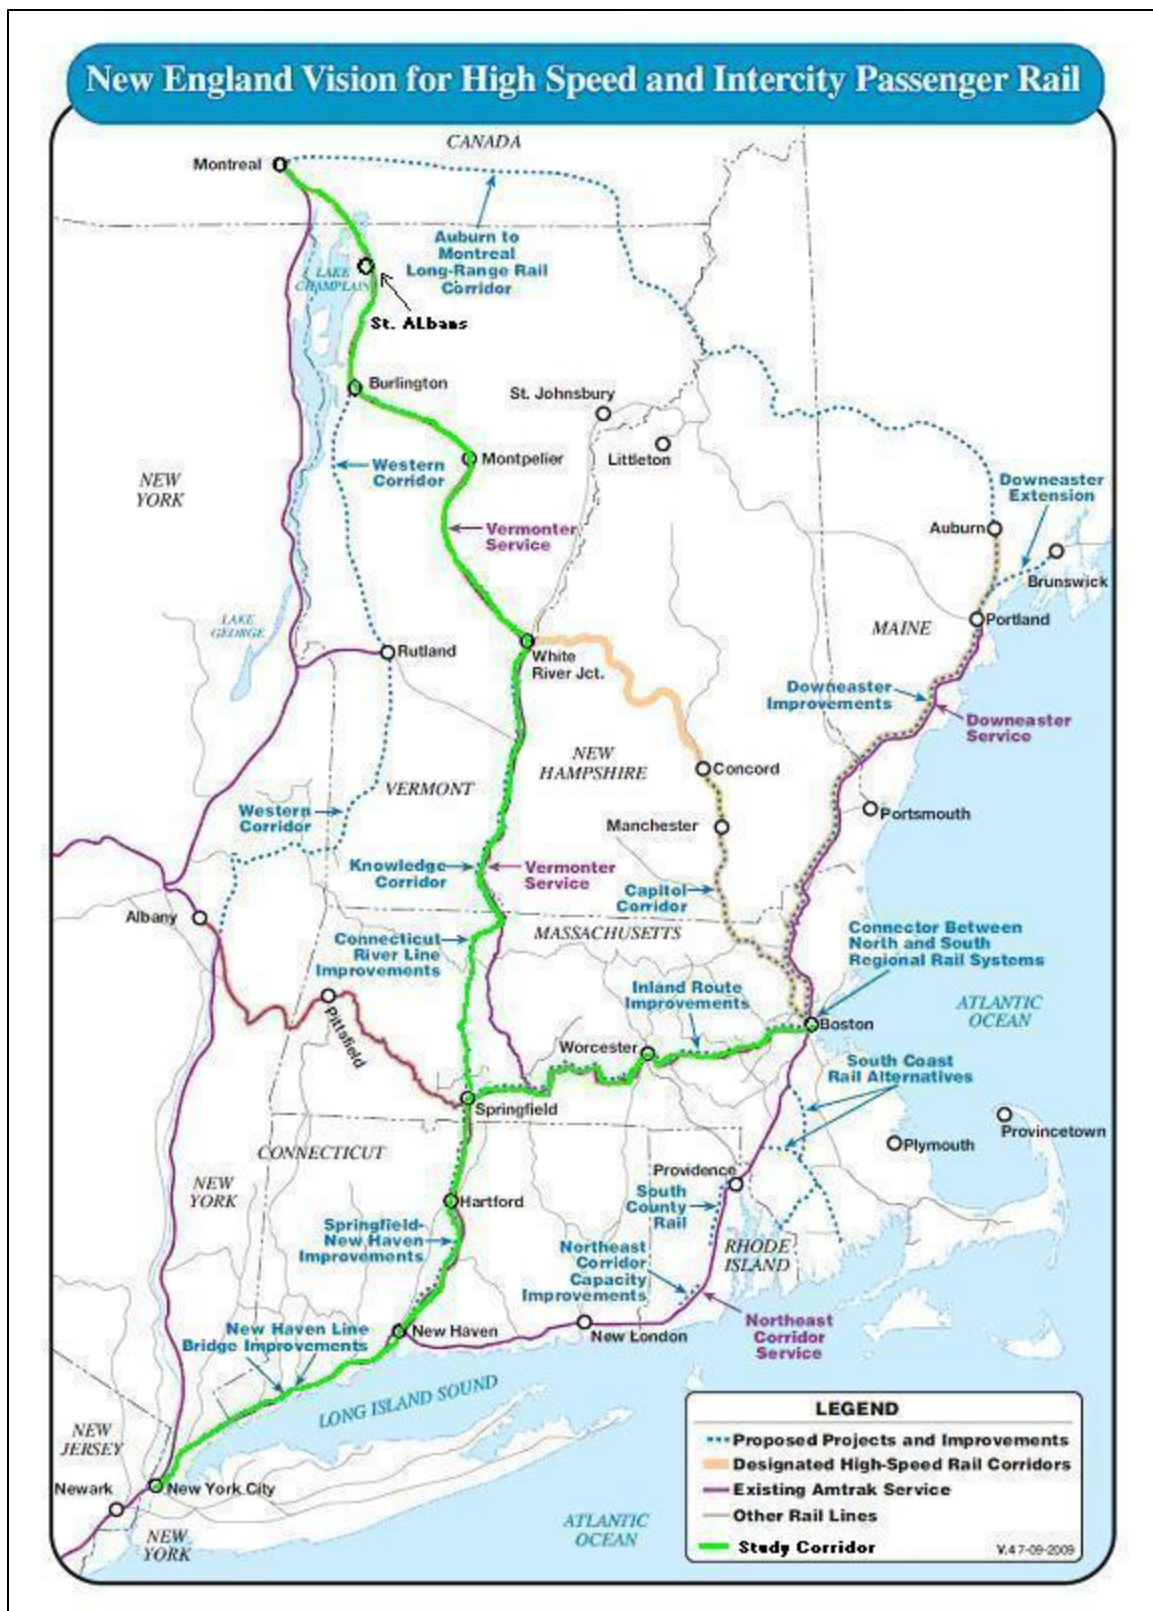 New England Vision for High Speed and Intercity Passenger Rail
CANADA
Montreal
Auburn to
Montreal
Long-Range Rail
Corridor
LAKE
CHAMPLAIN
St. Albans
Burlington
St. Johnsbury
Montpelier
Littleton
Western
Corridor
NEW
YORK
Downeaster
Extension
Vermonter
Service
Auburn
Brunswick
LAKE
GEORGE
MAINE
Portland
Rutland
White
River Jct.
Downeaster
Improvements
Downeaster
Service
NEW
HAMPSHIRE
Concord
VERMONT
Western
Corridor
Manchester
Portsmouth
Knowledge
Corridor
Vermonter
Service
Capitol
Corridor
Albany
Connecticut
River Line
Improvements
MASSACHUSETTS
Connector Between
North and South
Regional Rail Systems
Inland Route
Improvements
ATLANTIC
OCEAN
Pittsfield
Boston
Worcester
South Coast
Rail Alternatives
Springfield
Provincetown
Plymouth
CONNECTICUT
NEW
YORK
Providence
South
County
Rail
Hartford
Springfield-
New Haven
Improvements
Northeast
Corridor
Capacity
Improvements
RHODE
ISLAND
New Haven Line
Bridge Improvements
New Haven
New London
Northeast
Corridor
Service
LONG ISLAND SOUND
NEW
JERSEY
Newark
New York City
NEW
YORK
ATLANTIC
OCEAN
LEGEND
Proposed Projects and Improvements
Designated High-Speed Rail Corridors
Existing Amtrak Service
Other Rail Lines
Study Corridor
V.4 7-09-2009